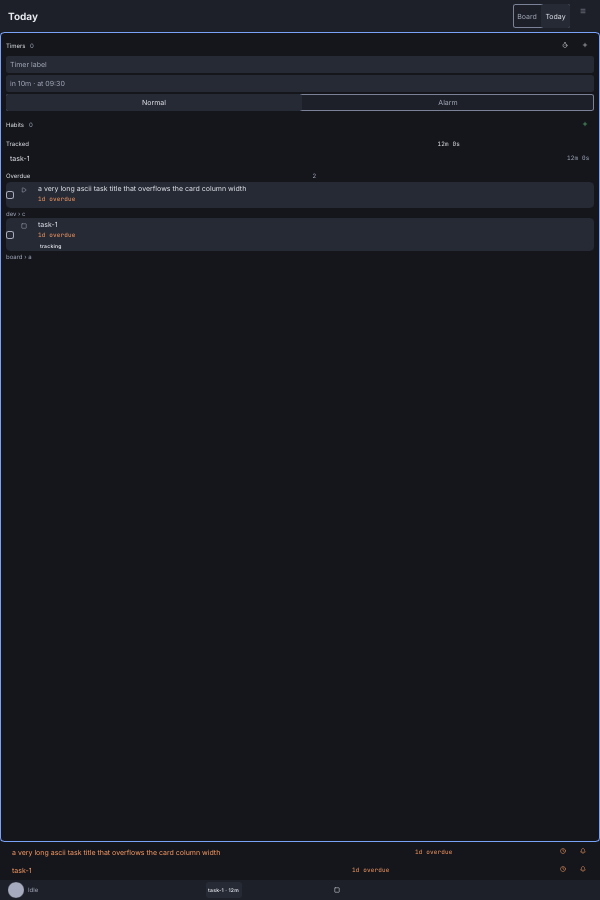 Today
Board Today
Timers 0
Timer label
in 10m · at 09:30
Normal Alarm
Habits 0
Tracked 12m 0s
task-1 12m 0s
Overdue 2
a very long ascii task title that overflows the card column width
1d overdue
dev › c
task-1
1d overdue
tracking
board › a
a very long ascii task title that overflows the card column width 1d overdue
task-1 1d overdue
Idle task-1 · 12m